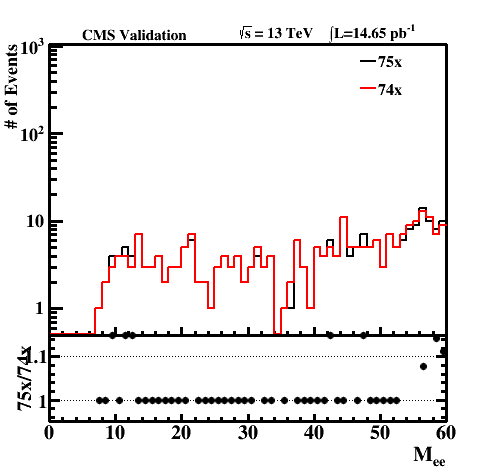 CMS Validation √s = 13 TeV ∫L=14.65 pb⁻¹
# of Events
10³
10²
10
1
75x
74x
75x/74x
1.1
1
0 10 20 30 40 50 60
Mₑₑ